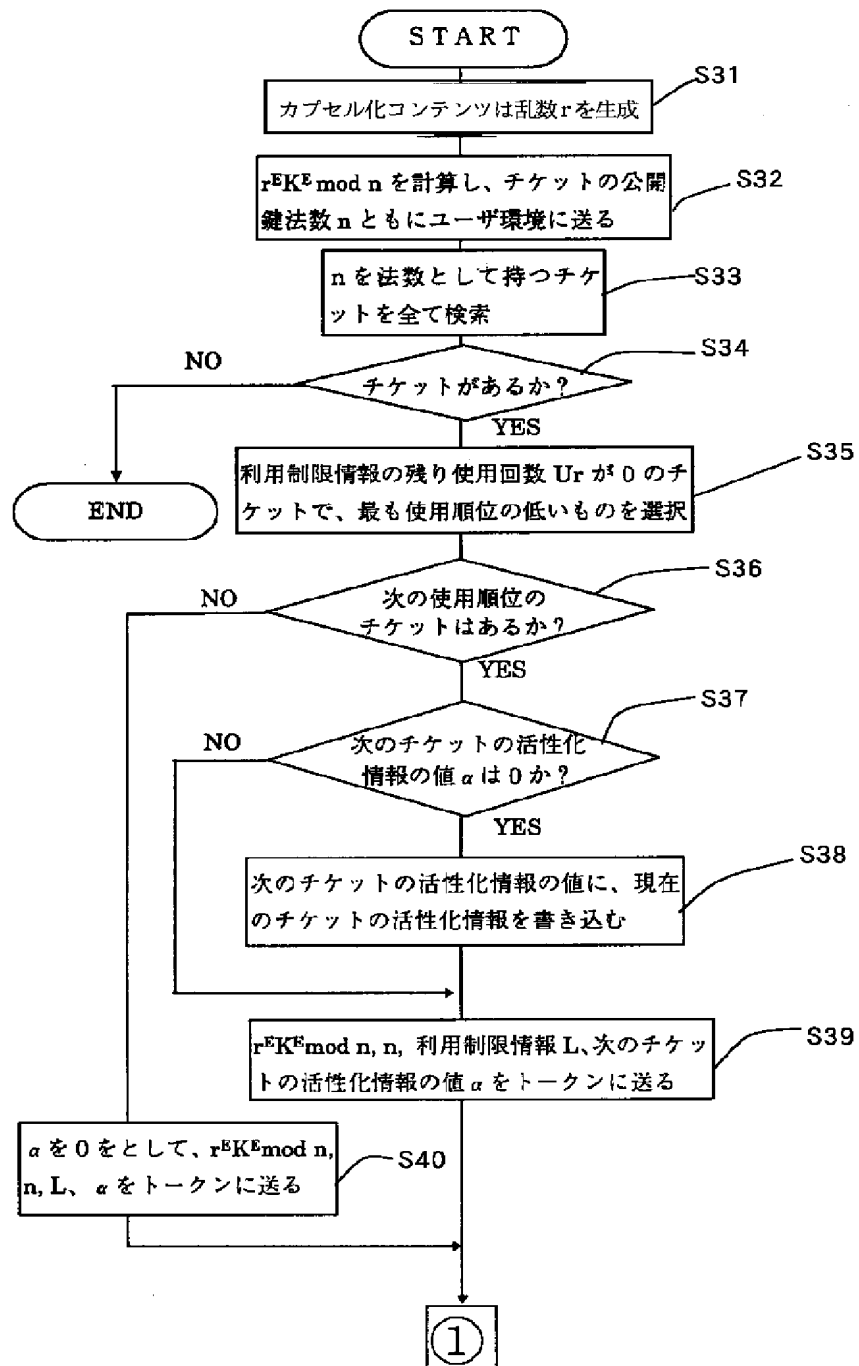 START
S31
カプセル化コンテンツは乱数rを生成
rᴱKᴱ mod n を計算し、チケットの公開
鍵法数 n ともにユーザ環境に送る
S32
n を法数として持つチケ
ットを全て検索
S33
S34
NO
チケットがあるか?
YES
S35
利用制限情報の残り使用回数 Ur が 0 のチ
ケットで、最も使用順位の低いものを選択
END
S36
NO
次の使用順位の
チケットはあるか?
YES
S37
NO
次のチケットの活性化
情報の値 α は 0 か?
YES
S38
次のチケットの活性化情報の値に、現在
のチケットの活性化情報を書き込む
rᴱKᴱmod n, n, 利用制限情報 L、次のチケッ
トの活性化情報の値 α をトークンに送る
S39
α を 0 をとして、rᴱKᴱmod n,
n, L、 α をトークンに送る
S40
①